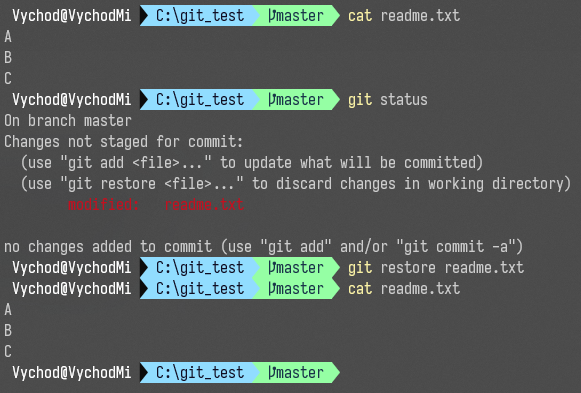 Vychod@VychodMi C:\git_test master cat readme.txt
A
B
C
Vychod@VychodMi C:\git_test master git status
On branch master
Changes not staged for commit:
(use "git add <file>..." to update what will be committed)
(use "git restore <file>..." to discard changes in working directory)
modified: readme.txt
no changes added to commit (use "git add" and/or "git commit -a")
Vychod@VychodMi C:\git_test master git restore readme.txt
Vychod@VychodMi C:\git_test master cat readme.txt
A
B
C
Vychod@VychodMi C:\git_test master